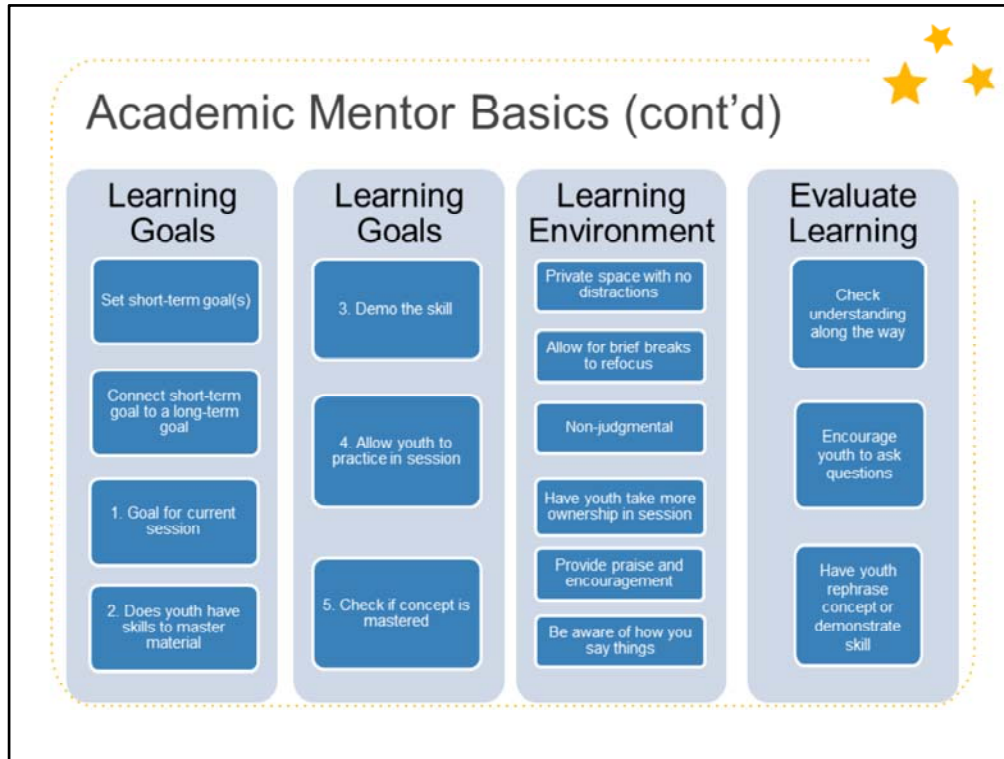 Academic Mentor Basics (cont’d)
Learning
Goals
Set short-term goal(s)
Connect short-term
goal to a long-term
goal
1. Goal for current
session
2. Does youth have
skills to master
material
Learning
Goals
3. Demo the skill
4. Allow youth to
practice in session
5. Check if concept is
mastered
Learning
Environment
Private space with no
distractions
Allow for brief breaks
to refocus
Non-judgmental
Have youth take more
ownership in session
Provide praise and
encouragement
Be aware of how you
say things
Evaluate
Learning
Check
understanding
along the way
Encourage
youth to ask
questions
Have youth
rephrase
concept or
demonstrate
skill